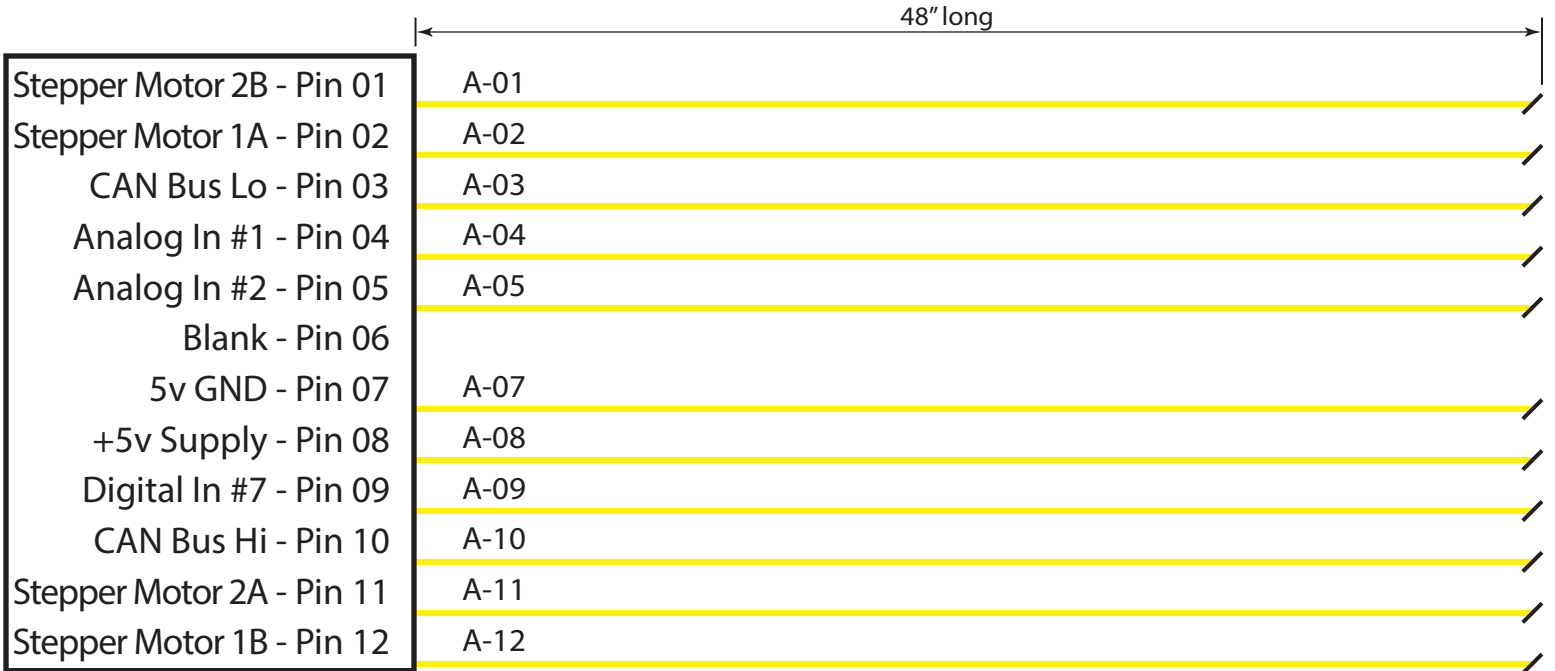 48” long
Stepper Motor 2B - Pin 01 A-01
Stepper Motor 1A - Pin 02 A-02
CAN Bus Lo - Pin 03 A-03
Analog In #1 - Pin 04 A-04
Analog In #2 - Pin 05 A-05
Blank - Pin 06
5v GND - Pin 07 A-07
+5v Supply - Pin 08 A-08
Digital In #7 - Pin 09 A-09
CAN Bus Hi - Pin 10 A-10
Stepper Motor 2A - Pin 11 A-11
Stepper Motor 1B - Pin 12 A-12